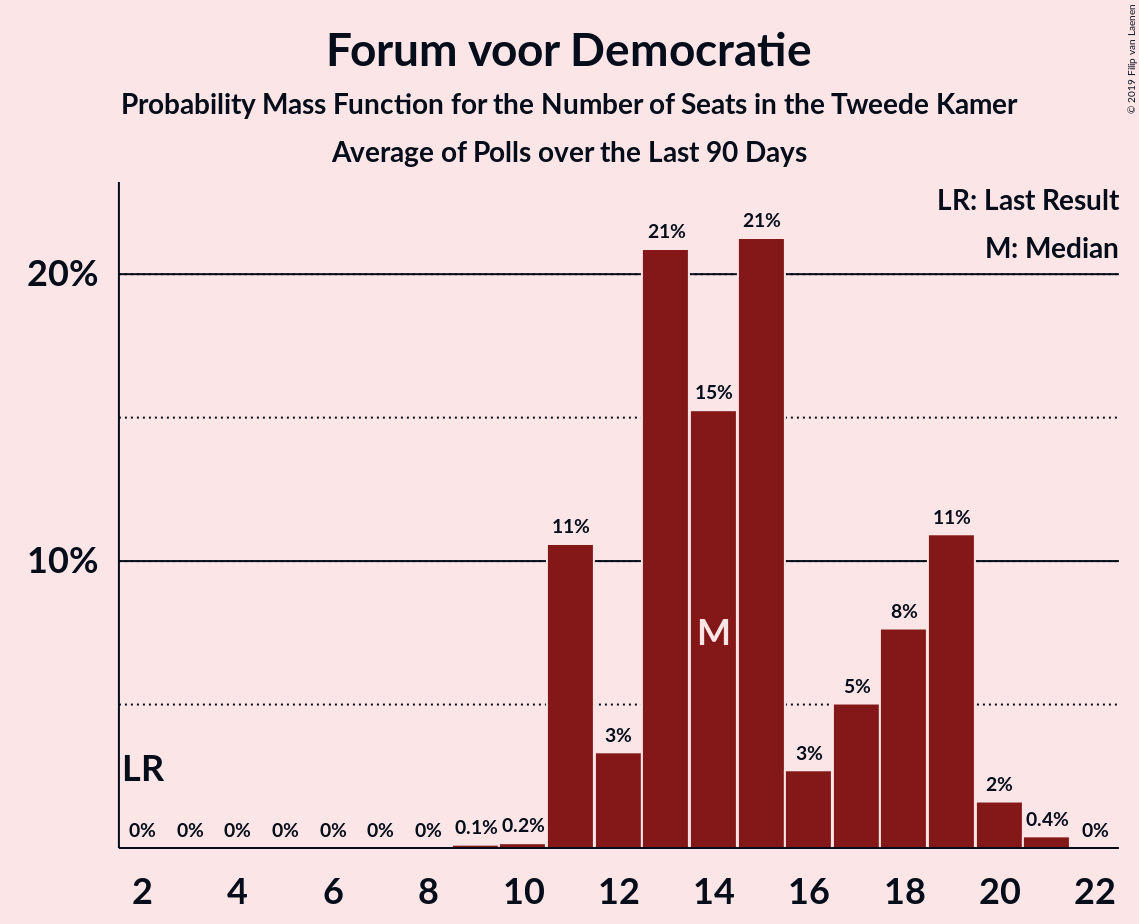 Forum voor Democratie
Probability Mass Function for the Number of Seats in the Tweede Kamer
Average of Polls over the Last 90 Days
© 2019 Filip van Laenen
LR: Last Result
M: Median
20%
10%
LR
M
0% 0% 0% 0% 0% 0% 0% 0.1% 0.2% 11% 3% 21% 15% 21% 3% 5% 8% 11% 2% 0.4% 0%
2 4 6 8 10 12 14 16 18 20 22